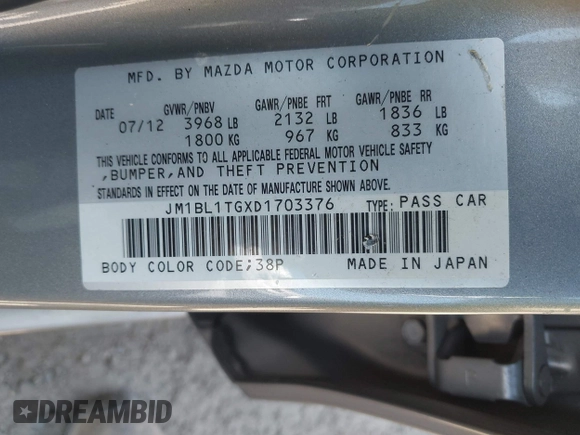 MFD. BY MAZDA MOTOR CORPORATION
DATE GVWR/PNBV GAWR/PNBE FRT GAWR/PNBE RR
07/12 3968 LB 2132 LB 1836 LB
1800 KG 967 KG 833 KG
THIS VEHICLE CONFORMS TO ALL APPLICABLE FEDERAL MOTOR VEHICLE SAFETY
,BUMPER,AND THEFT PREVENTION
STANDARDS IN EFFECT ON THE DATE OF MANUFACTURE SHOWN ABOVE.
JM1BL1TGXD1703376 TYPE: PASS CAR
BODY COLOR CODE;38P MADE IN JAPAN
DREAMBID